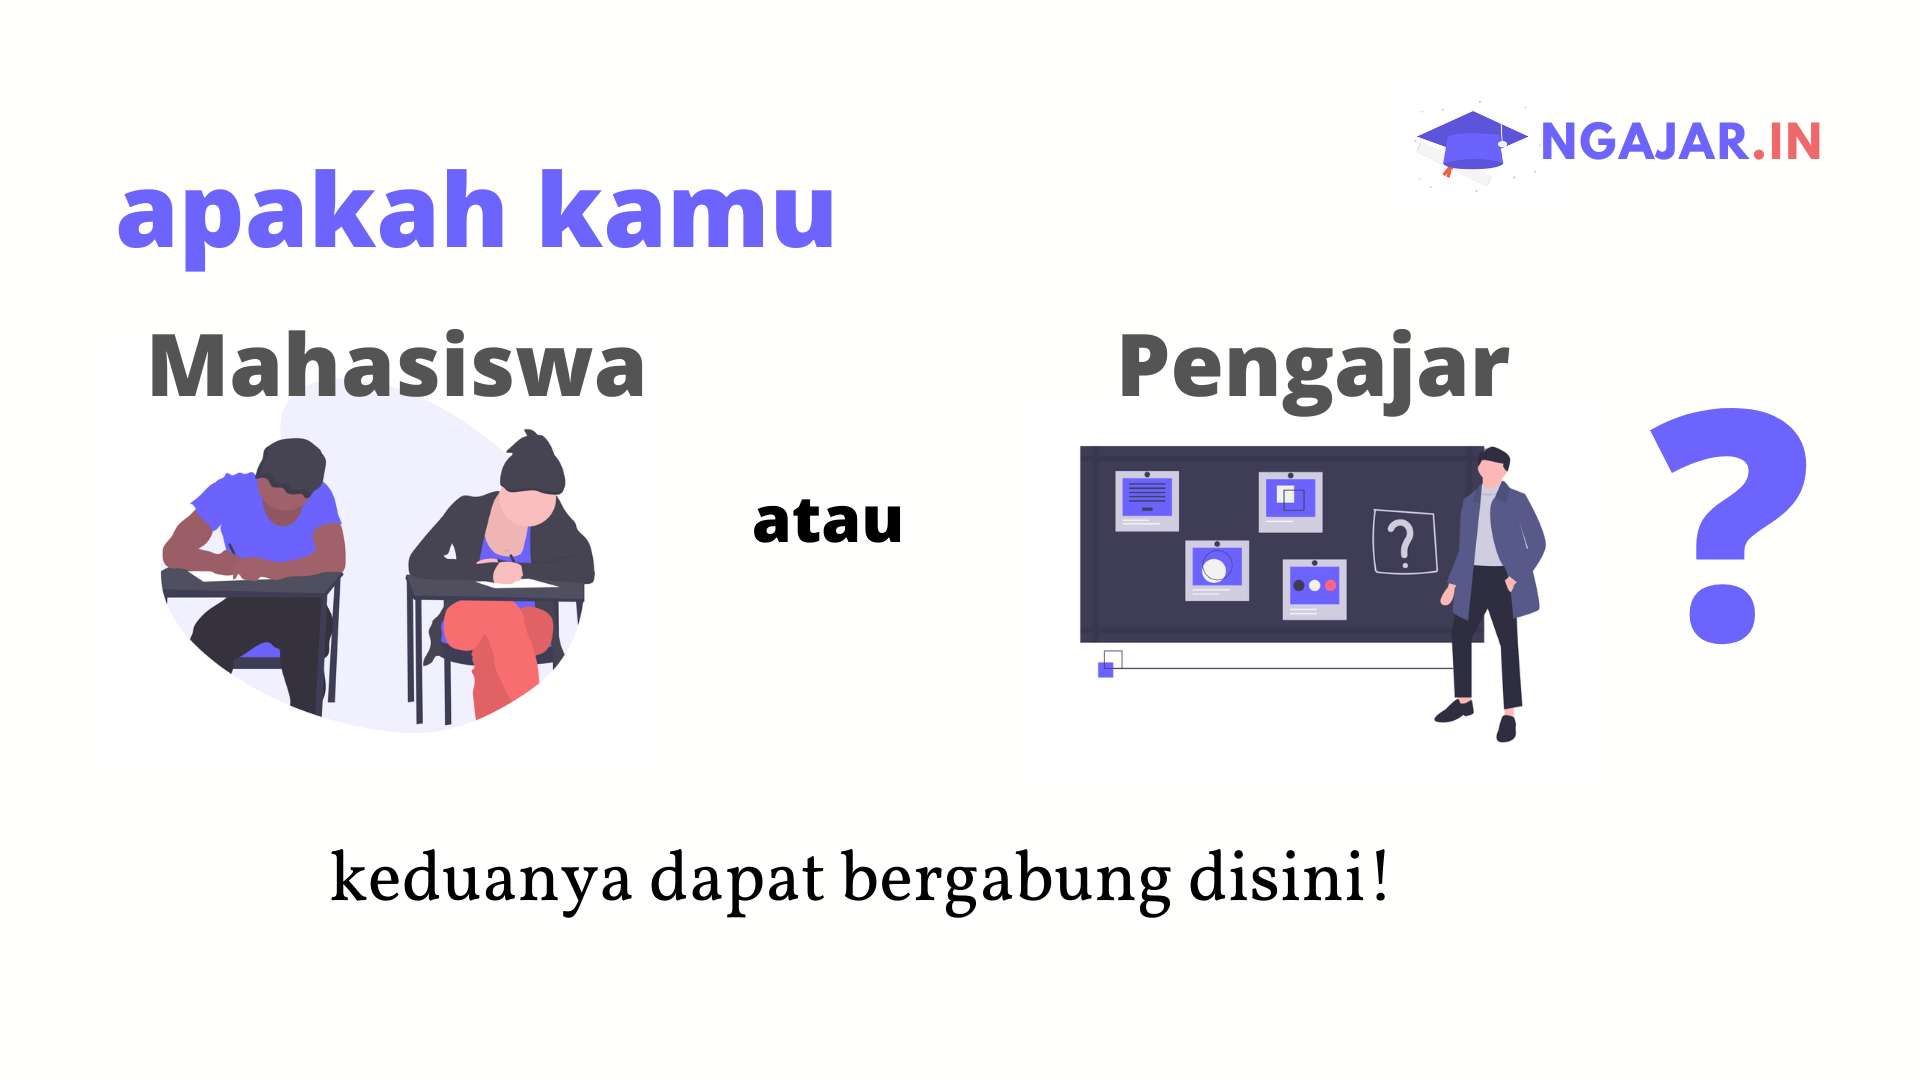 NGAJAR.IN
apakah kamu
Mahasiswa
atau
Pengajar
?
?
keduanya dapat bergabung disini!